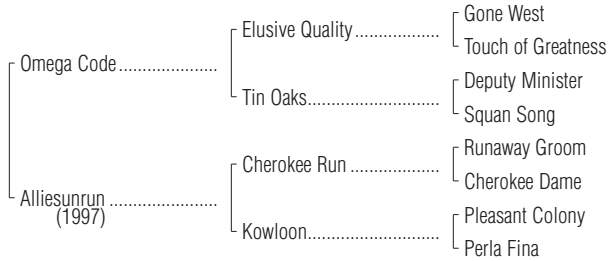 Gone West
Elusive Quality
Touch of Greatness
Omega Code
Deputy Minister
Tin Oaks
Squan Song
Runaway Groom
Cherokee Run
Cherokee Dame
Alliesunrun
(1997)
Pleasant Colony
Kowloon
Perla Fina